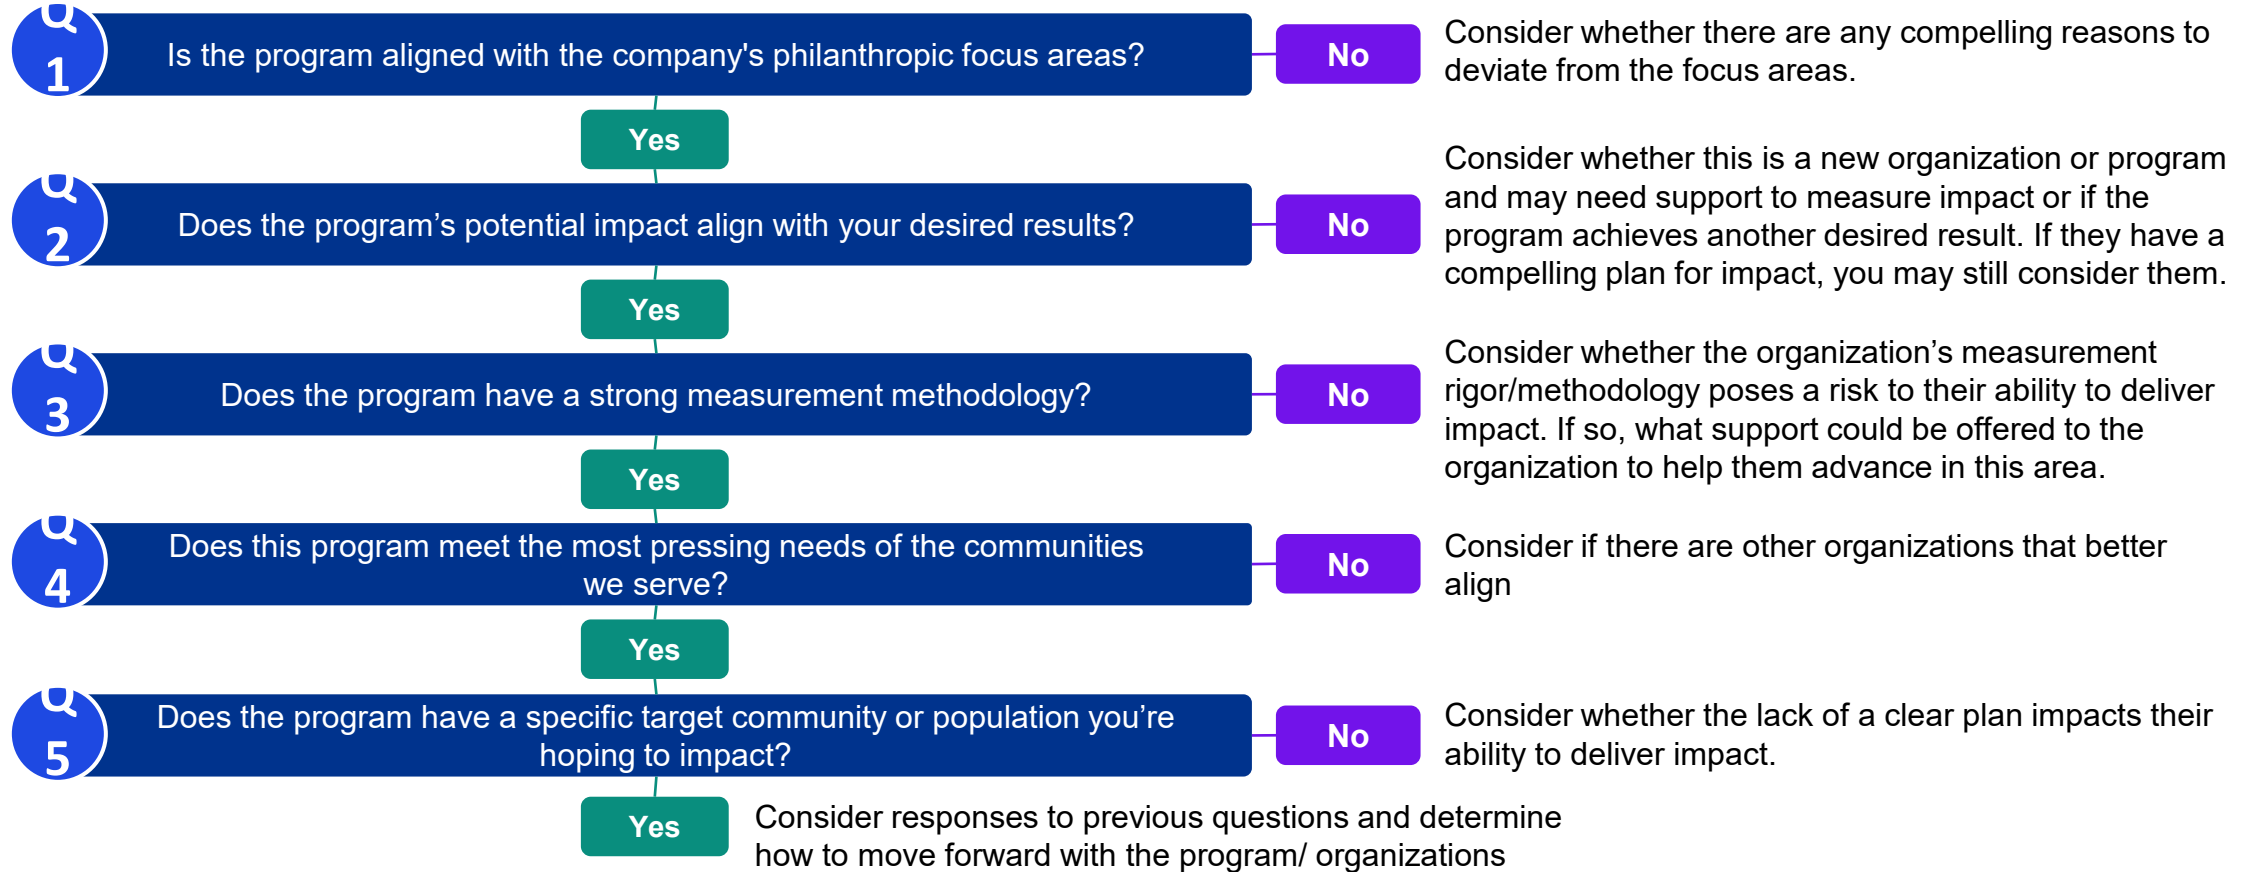 Q
1
Is the program aligned with the company's philanthropic focus areas?
No
Consider whether there are any compelling reasons to
deviate from the focus areas.
Yes
Q
2
Does the program’s potential impact align with your desired results?
No
Consider whether this is a new organization or program
and may need support to measure impact or if the
program achieves another desired result. If they have a
compelling plan for impact, you may still consider them.
Yes
Q
3
Does the program have a strong measurement methodology?
No
Consider whether the organization’s measurement
rigor/methodology poses a risk to their ability to deliver
impact. If so, what support could be offered to the
organization to help them advance in this area.
Yes
Q
4
Does this program meet the most pressing needs of the communities
we serve?
No
Consider if there are other organizations that better
align
Yes
Q
5
Does the program have a specific target community or population you’re
hoping to impact?
No
Consider whether the lack of a clear plan impacts their
ability to deliver impact.
Yes
Consider responses to previous questions and determine
how to move forward with the program/ organizations